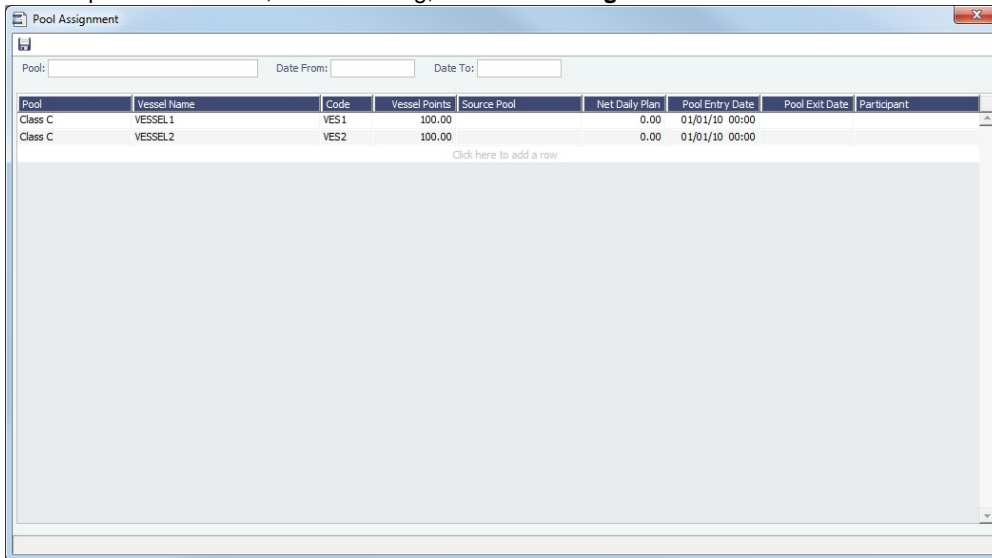 Pool Assignment
Pool: Date From: Date To:
Pool Vessel Name Code Vessel Points Source Pool Net Daily Plan Pool Entry Date Pool Exit Date Participant
Class C VESSEL1 VES1 100.00 0.00 01/01/10 00:00
Class C VESSEL2 VES2 100.00 0.00 01/01/10 00:00
Click here to add a row